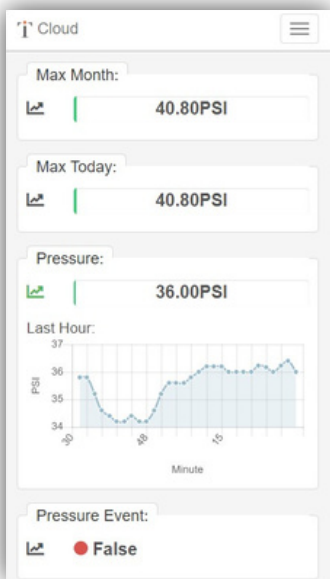 Cloud
Max Month:
40.80PSI
Max Today:
40.80PSI
Pressure:
36.00PSI
Last Hour:
37
36
35
34
PSI
30
48
15
Minute
Pressure Event:
False